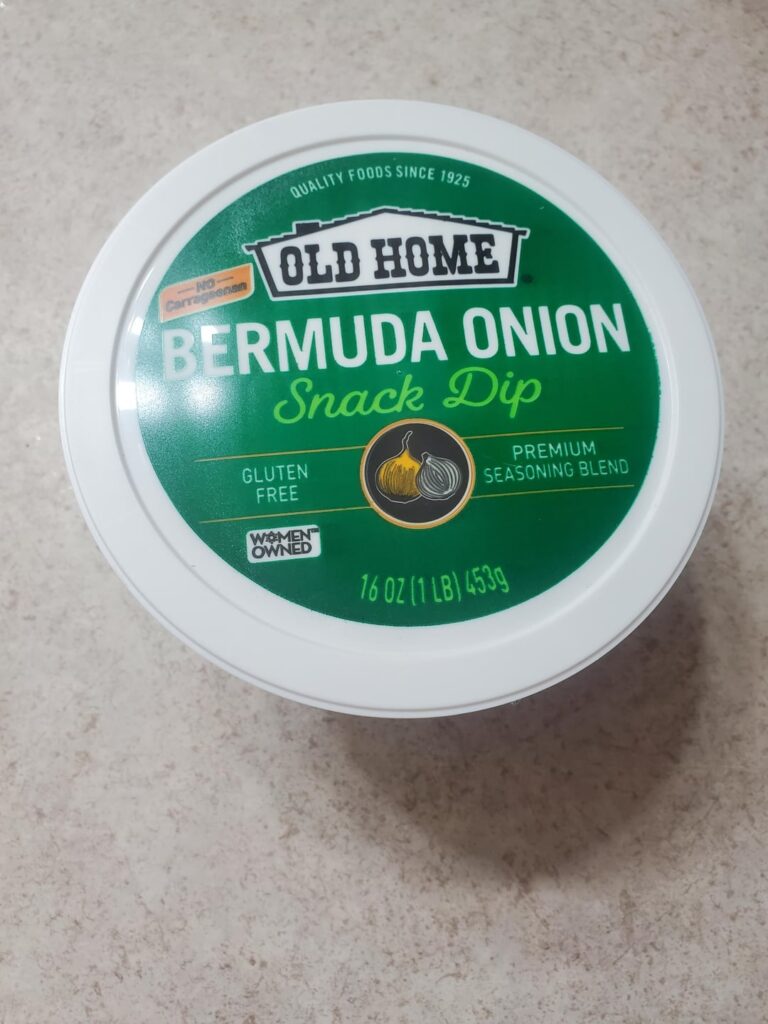 QUALITY FOODS SINCE 1925
OLD HOME
NO
Carrageenan
BERMUDA ONION
Snack Dip
GLUTEN
FREE
PREMIUM
SEASONING BLEND
WOMEN™
OWNED
16 OZ (1 LB) 453g